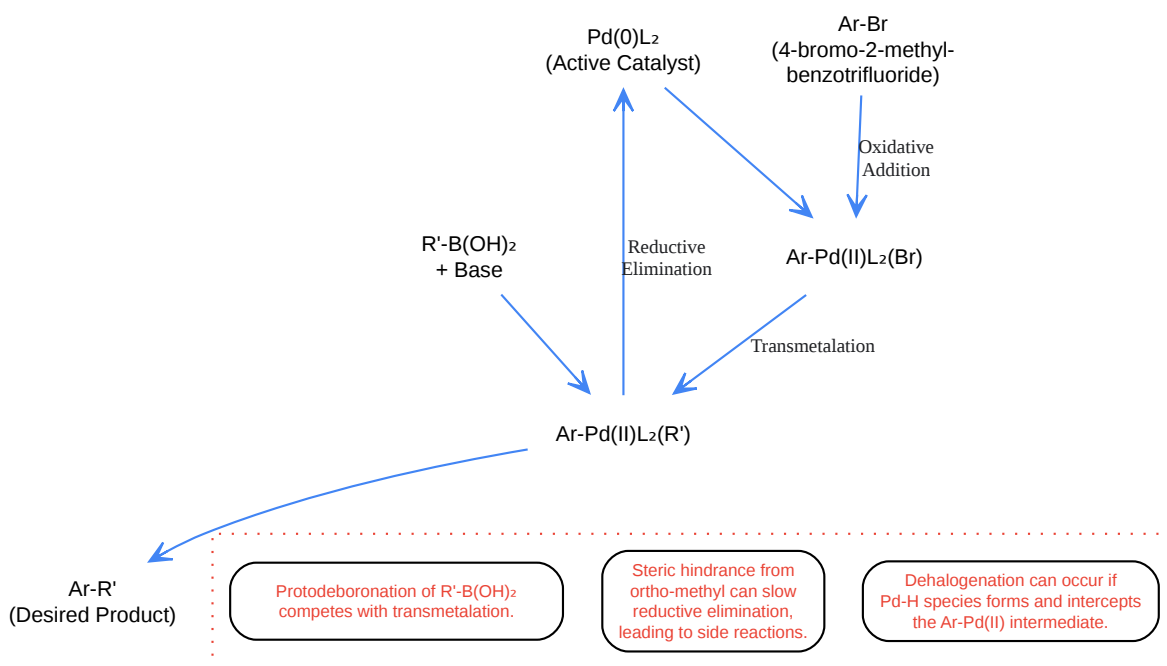 Pd(0)L₂
(Active Catalyst)
Ar-Br
(4-bromo-2-methyl-
benzotrifluoride)
Oxidative
Addition
R'-B(OH)₂
+ Base
Reductive
Elimination
Ar-Pd(II)L₂(Br)
Transmetalation
Ar-Pd(II)L₂(R')
Ar-R'
(Desired Product)
Protodeboronation of R'-B(OH)₂
competes with transmetalation.
Steric hindrance from
ortho-methyl can slow
reductive elimination,
leading to side reactions.
Dehalogenation can occur if
Pd-H species forms and intercepts
the Ar-Pd(II) intermediate.